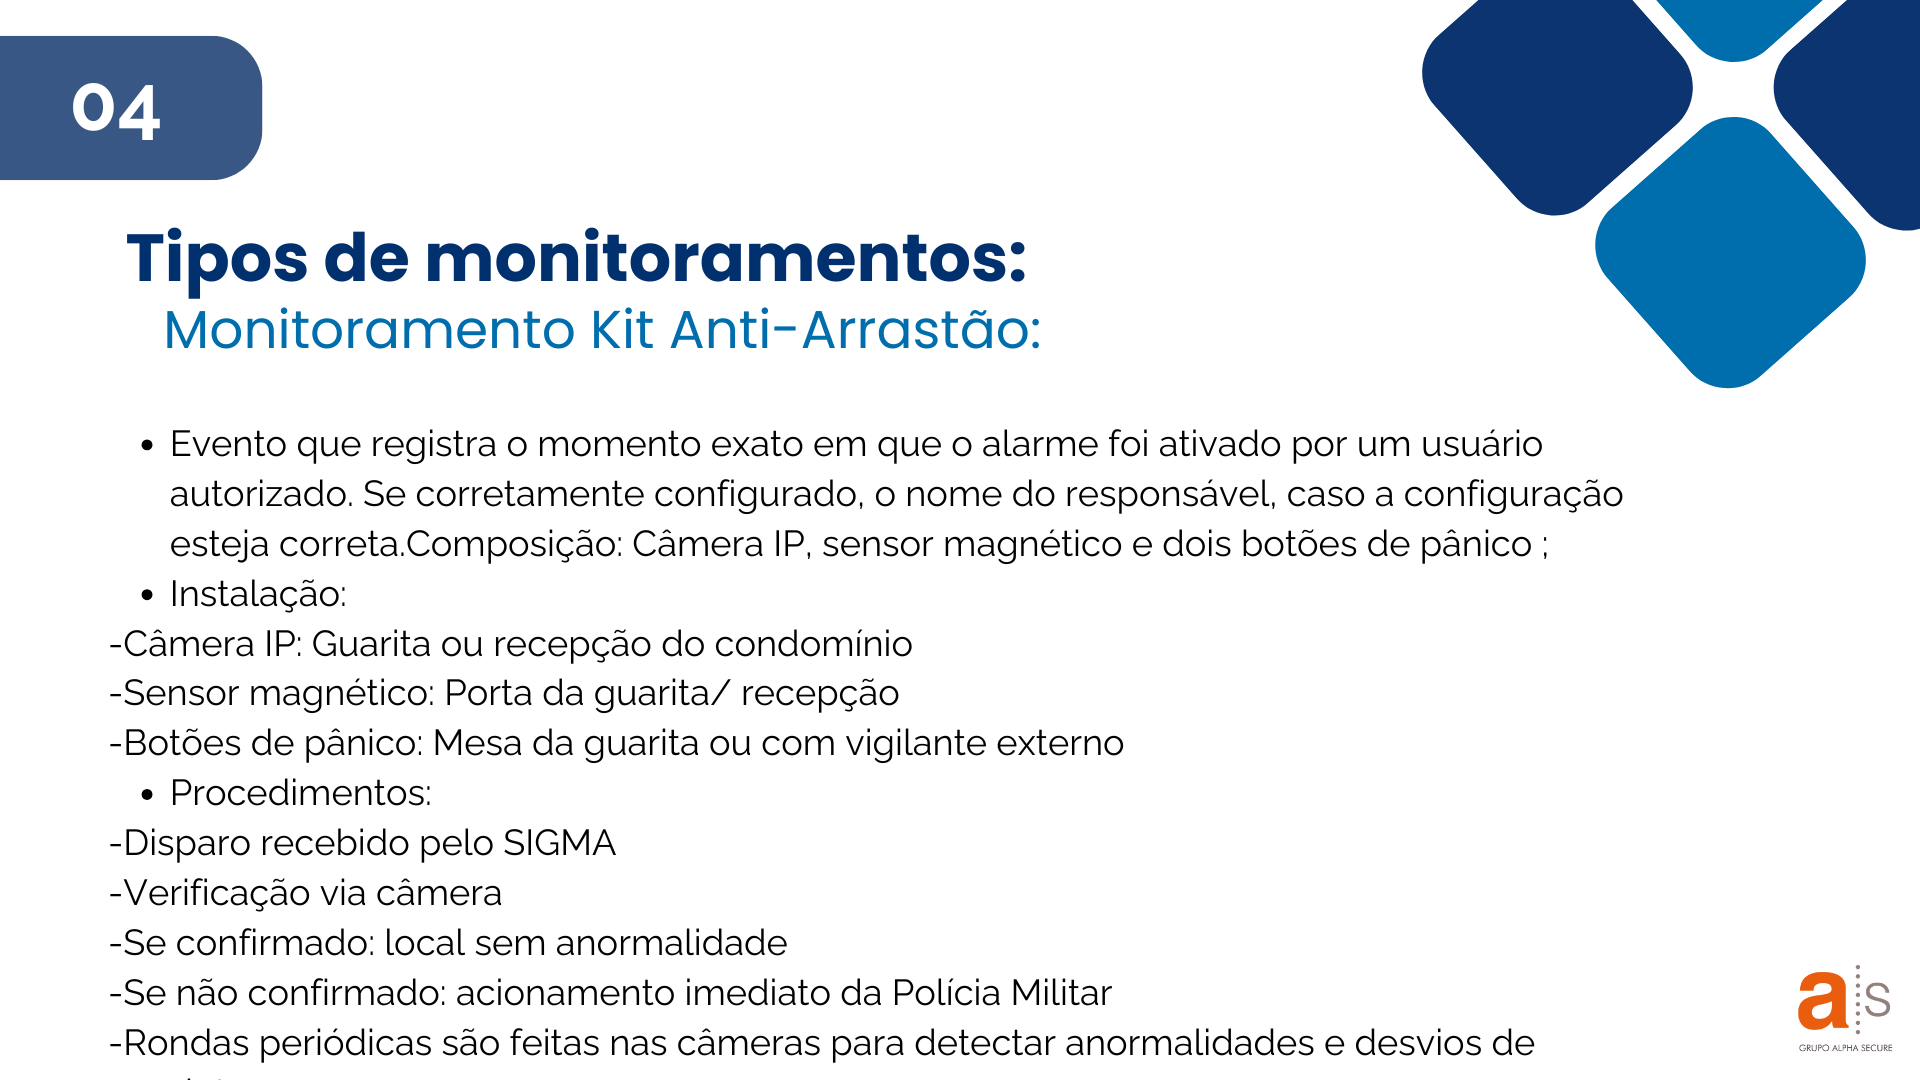 04
Tipos de monitoramentos:
Monitoramento Kit Anti-Arrastão:
• Evento que registra o momento exato em que o alarme foi ativado por um usuário
autorizado. Se corretamente configurado, o nome do responsável, caso a configuração
esteja correta.Composição: Câmera IP, sensor magnético e dois botões de pânico ;
• Instalação:
-Câmera IP: Guarita ou recepção do condomínio
-Sensor magnético: Porta da guarita/ recepção
-Botões de pânico: Mesa da guarita ou com vigilante externo
• Procedimentos:
-Disparo recebido pelo SIGMA
-Verificação via câmera
-Se confirmado: local sem anormalidade
-Se não confirmado: acionamento imediato da Polícia Militar
-Rondas periódicas são feitas nas câmeras para detectar anormalidades e desvios de
a s
GRUPO ALPHA SECURE